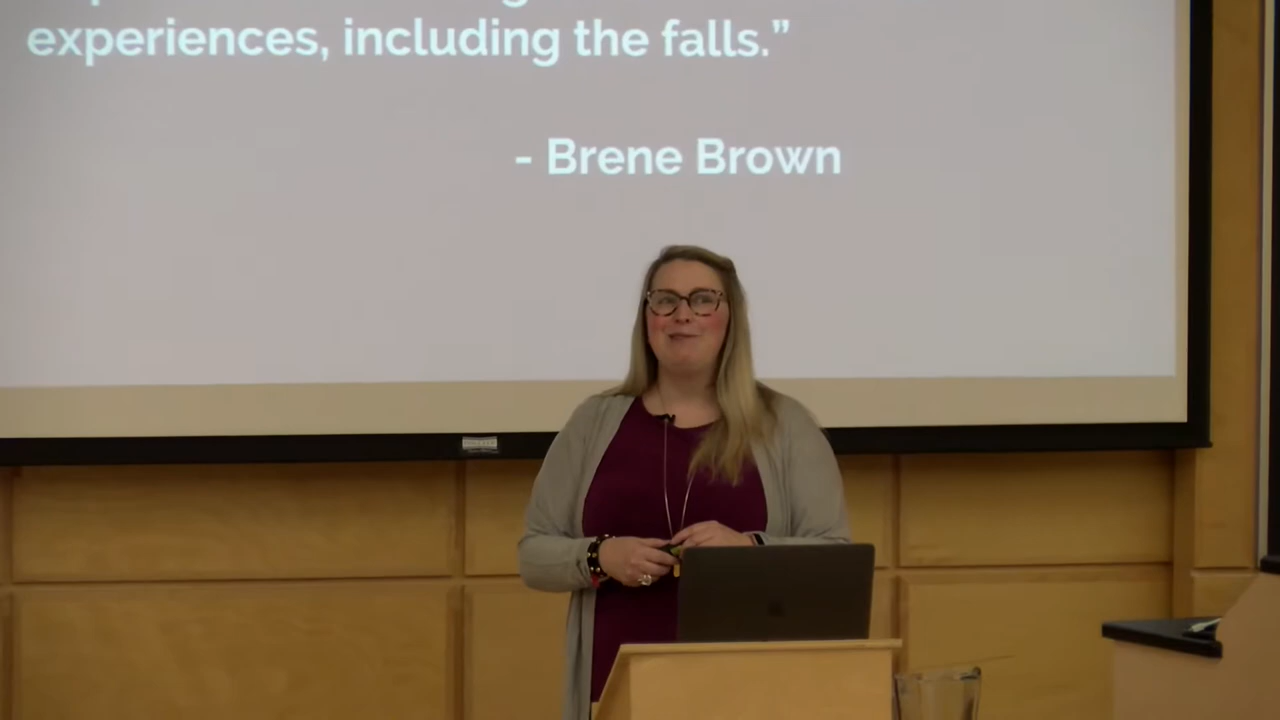 experiences, including the falls.”
- Brene Brown